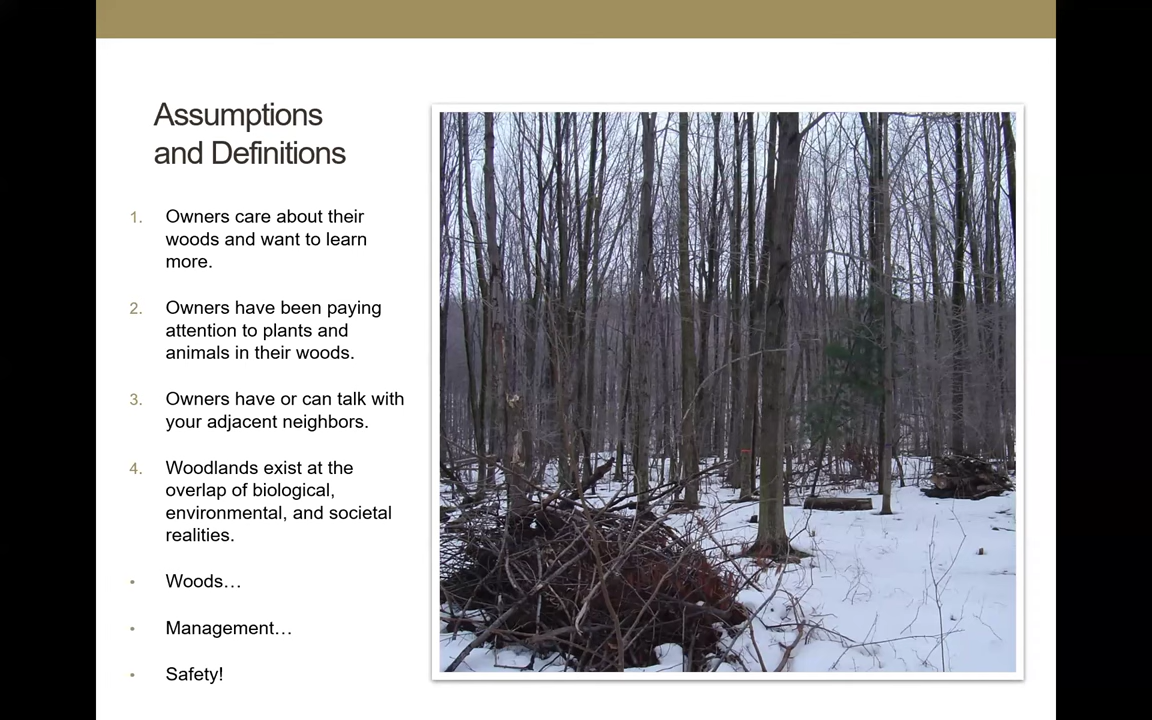 Assumptions
and Definitions
1. Owners care about their
woods and want to learn
more.
2. Owners have been paying
attention to plants and
animals in their woods.
3. Owners have or can talk with
your adjacent neighbors.
4. Woodlands exist at the
overlap of biological,
environmental, and societal
realities.
• Woods…
• Management…
• Safety!